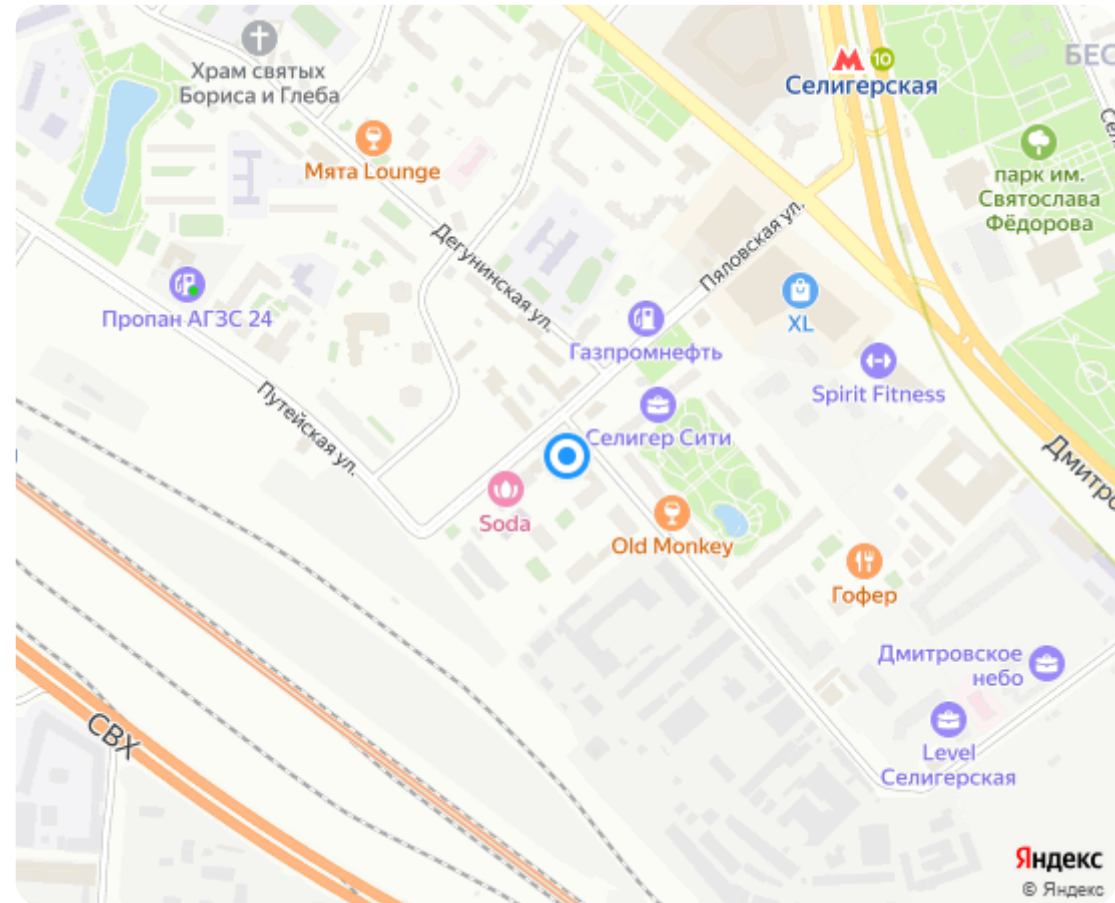 Храм святых
Бориса и Глеба
Мята Lounge
10
Селигерская
БЕС
Сел
парк им.
Святослава
Фёдорова
Дегунинская ул.
Пяловская ул.
Пропан АГЗС 24
Газпромнефть
XL
Spirit Fitness
Путейская ул.
Селигер Сити
Дмитро
Soda
Old Monkey
Гофер
Дмитровское
небо
СВХ
Level
Селигерская
Яндекс
© Яндекс